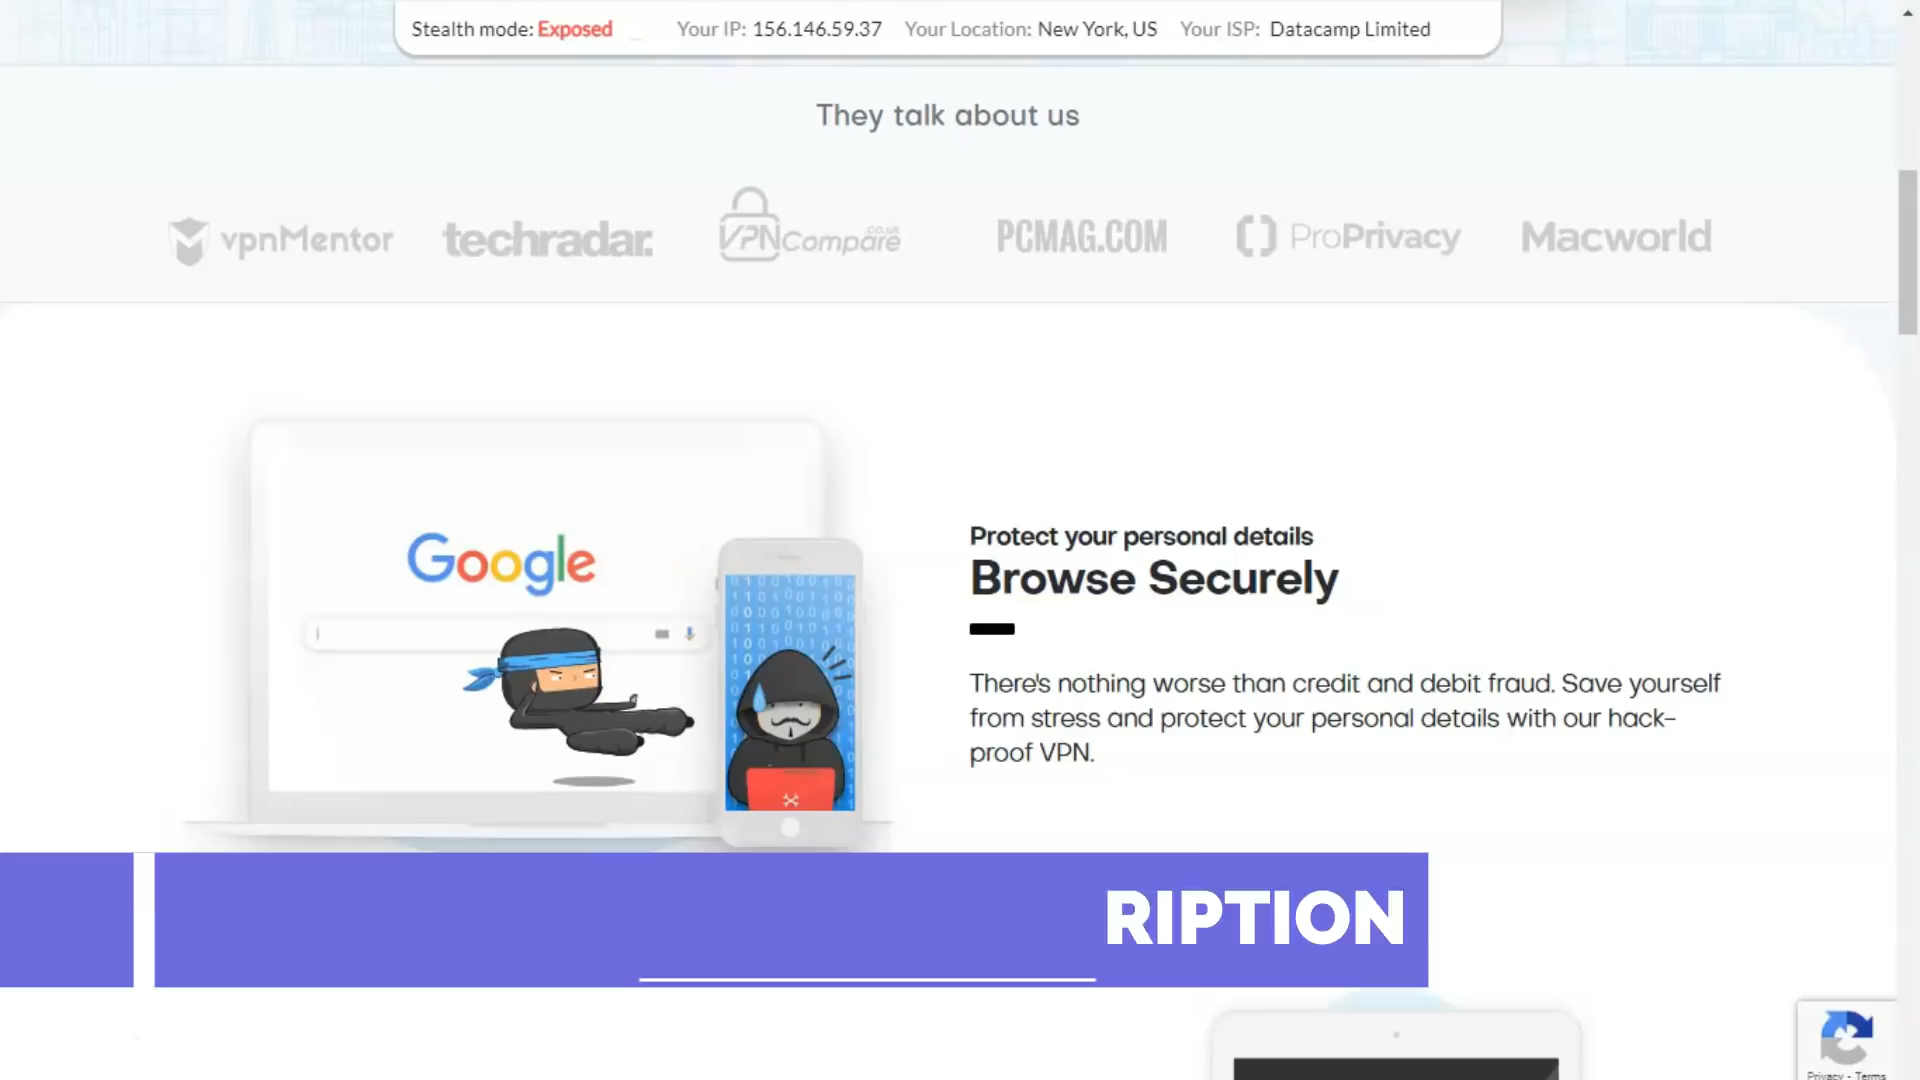 Stealth mode: Exposed Your IP: 156.146.59.37 Your Location: New York, US Your ISP: Datacamp Limited
They talk about us
vpnMentor techradar. VPNCompare.co.uk PCMAG.COM ProPrivacy Macworld
Google
Protect your personal details
Browse Securely
There's nothing worse than credit and debit fraud. Save yourself
from stress and protect your personal details with our hack-
proof VPN.
RIPTION
Privacy - Terms